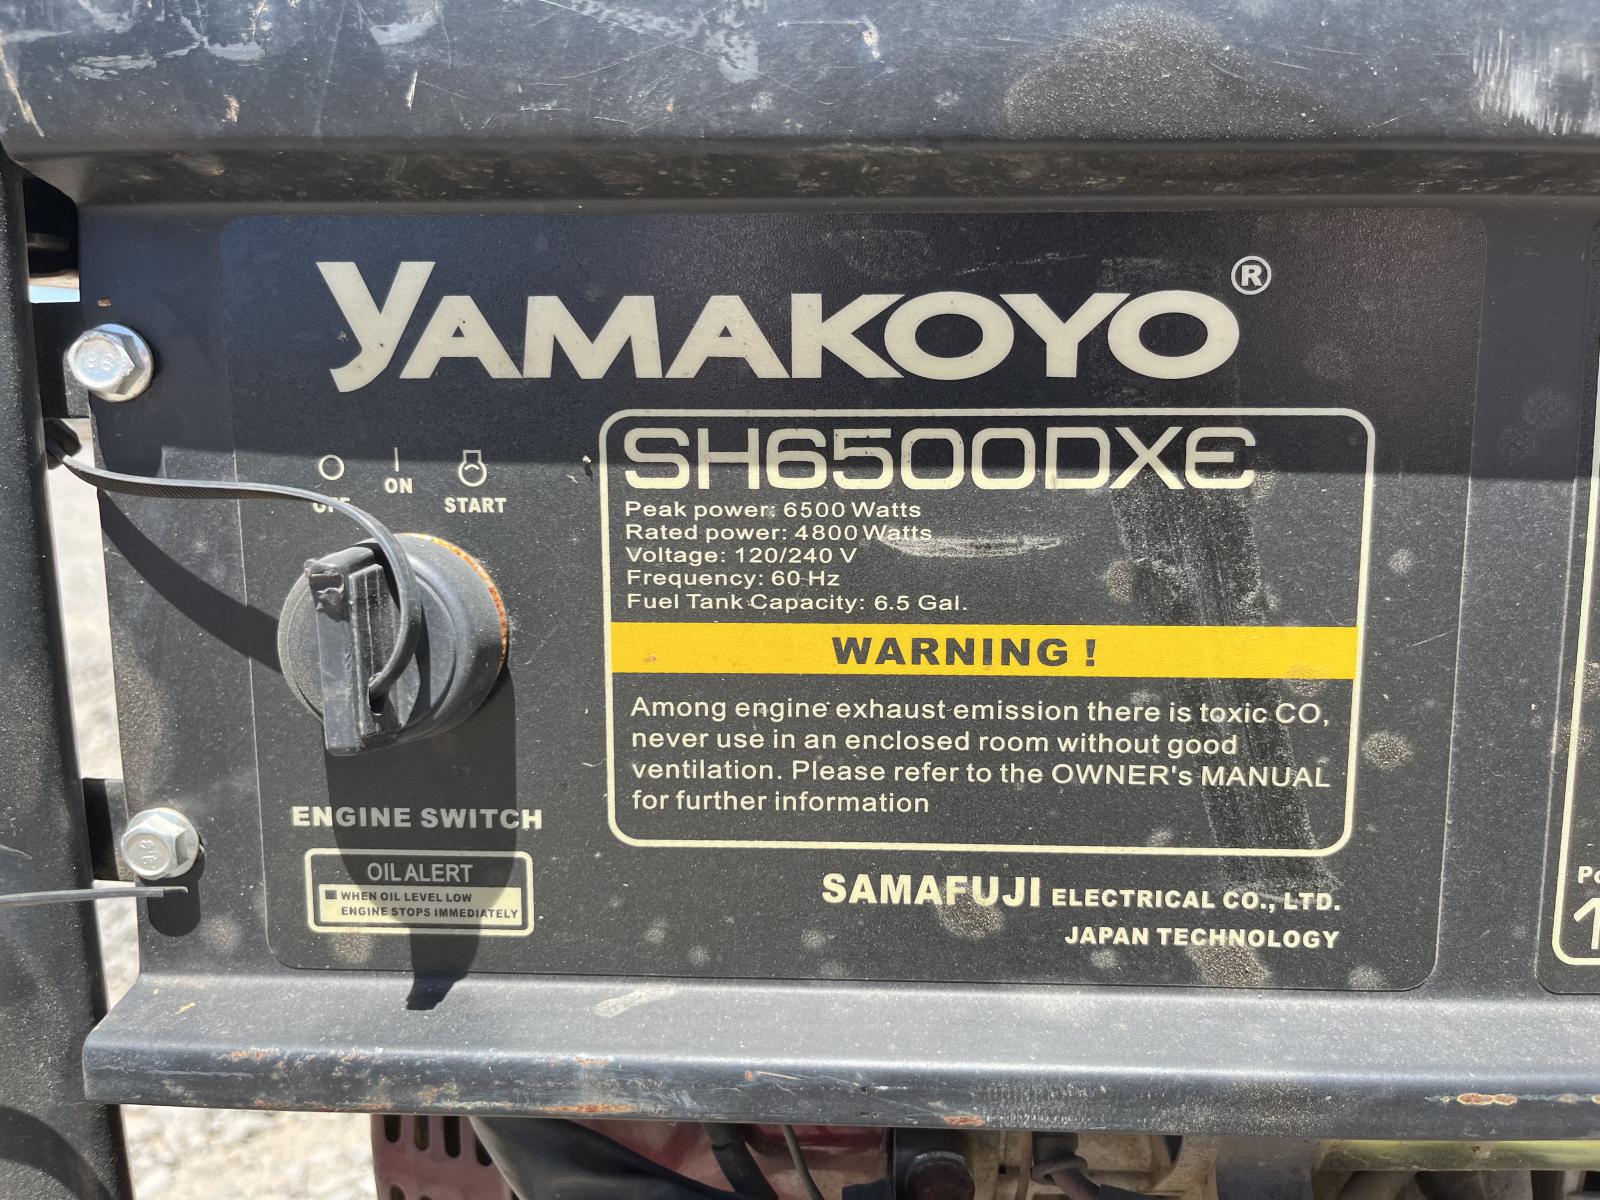 YAMAKOYO®
SH6500DXE
Peak power: 6500 Watts
Rated power: 4800 Watts
Voltage: 120/240 V
Frequency: 60 Hz
Fuel Tank Capacity: 6.5 Gal.
WARNING !
Among engine exhaust emission there is toxic CO,
never use in an enclosed room without good
ventilation. Please refer to the OWNER's MANUAL
for further information
OFF
ON
START
ENGINE SWITCH
OIL ALERT
WHEN OIL LEVEL LOW
ENGINE STOPS IMMEDIATELY
SAMAFUJI ELECTRICAL CO., LTD.
JAPAN TECHNOLOGY